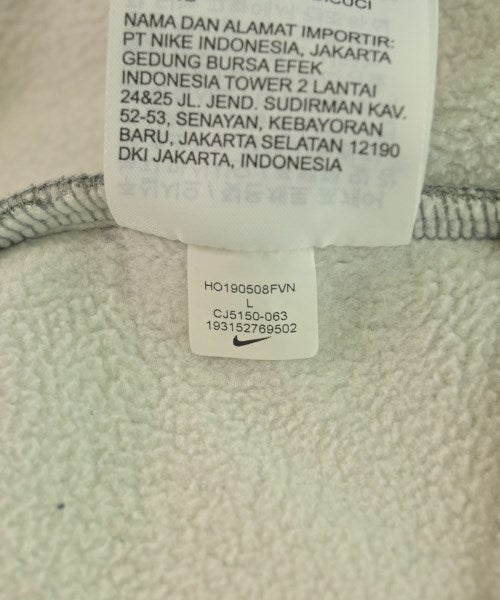 NAMA DAN ALAMAT IMPORTIR:
PT NIKE INDONESIA, JAKARTA
GEDUNG BURSA EFEK
INDONESIA TOWER 2 LANTAI
24&25 JL. JEND. SUDIRMAN KAV.
52-53, SENAYAN, KEBAYORAN
BARU, JAKARTA SELATAN 12190
DKI JAKARTA, INDONESIA
HO190508FVN
L
CJ5150-063
193152769502